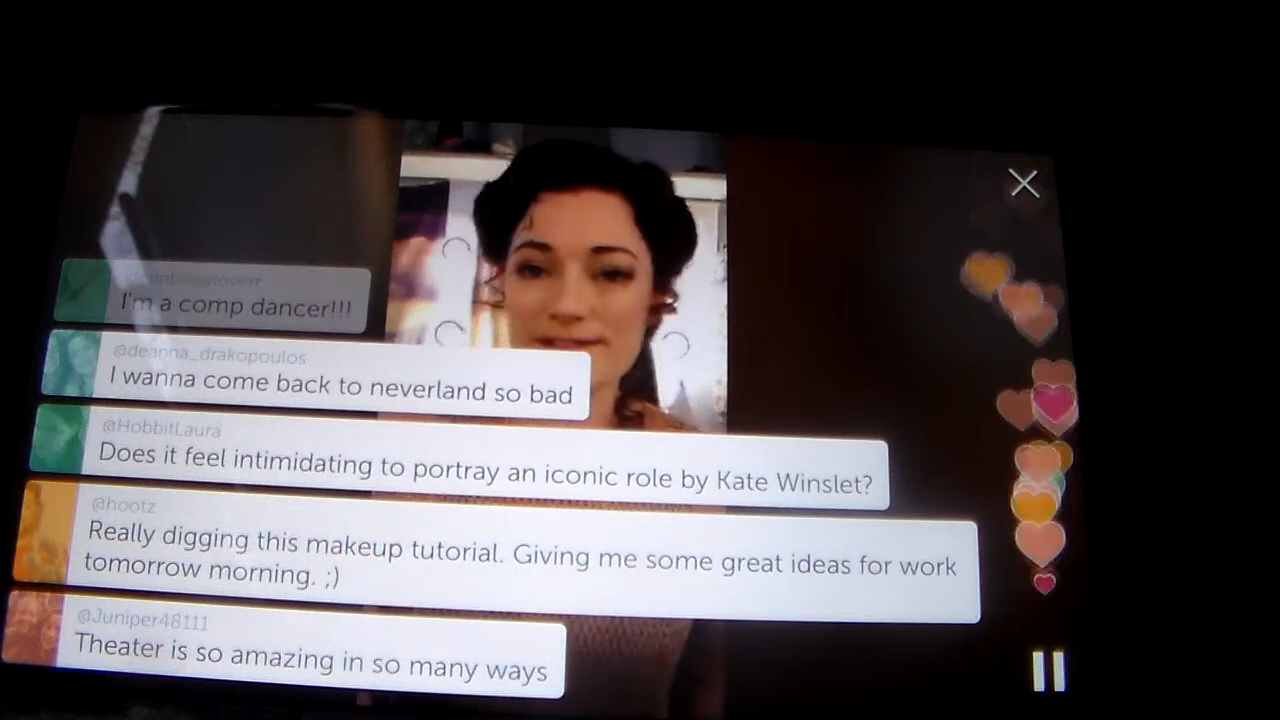 I'm a comp dancer!!!
@deanna_drakopoulos
I wanna come back to neverland so bad
@HobbitLaura
Does it feel intimidating to portray an iconic role by Kate Winslet?
@hootz
Really digging this makeup tutorial. Giving me some great ideas for work
tomorrow morning. ;)
@Juniper48111
Theater is so amazing in so many ways